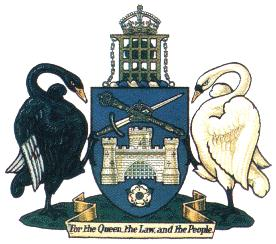 For the Queen, the Law, and the People